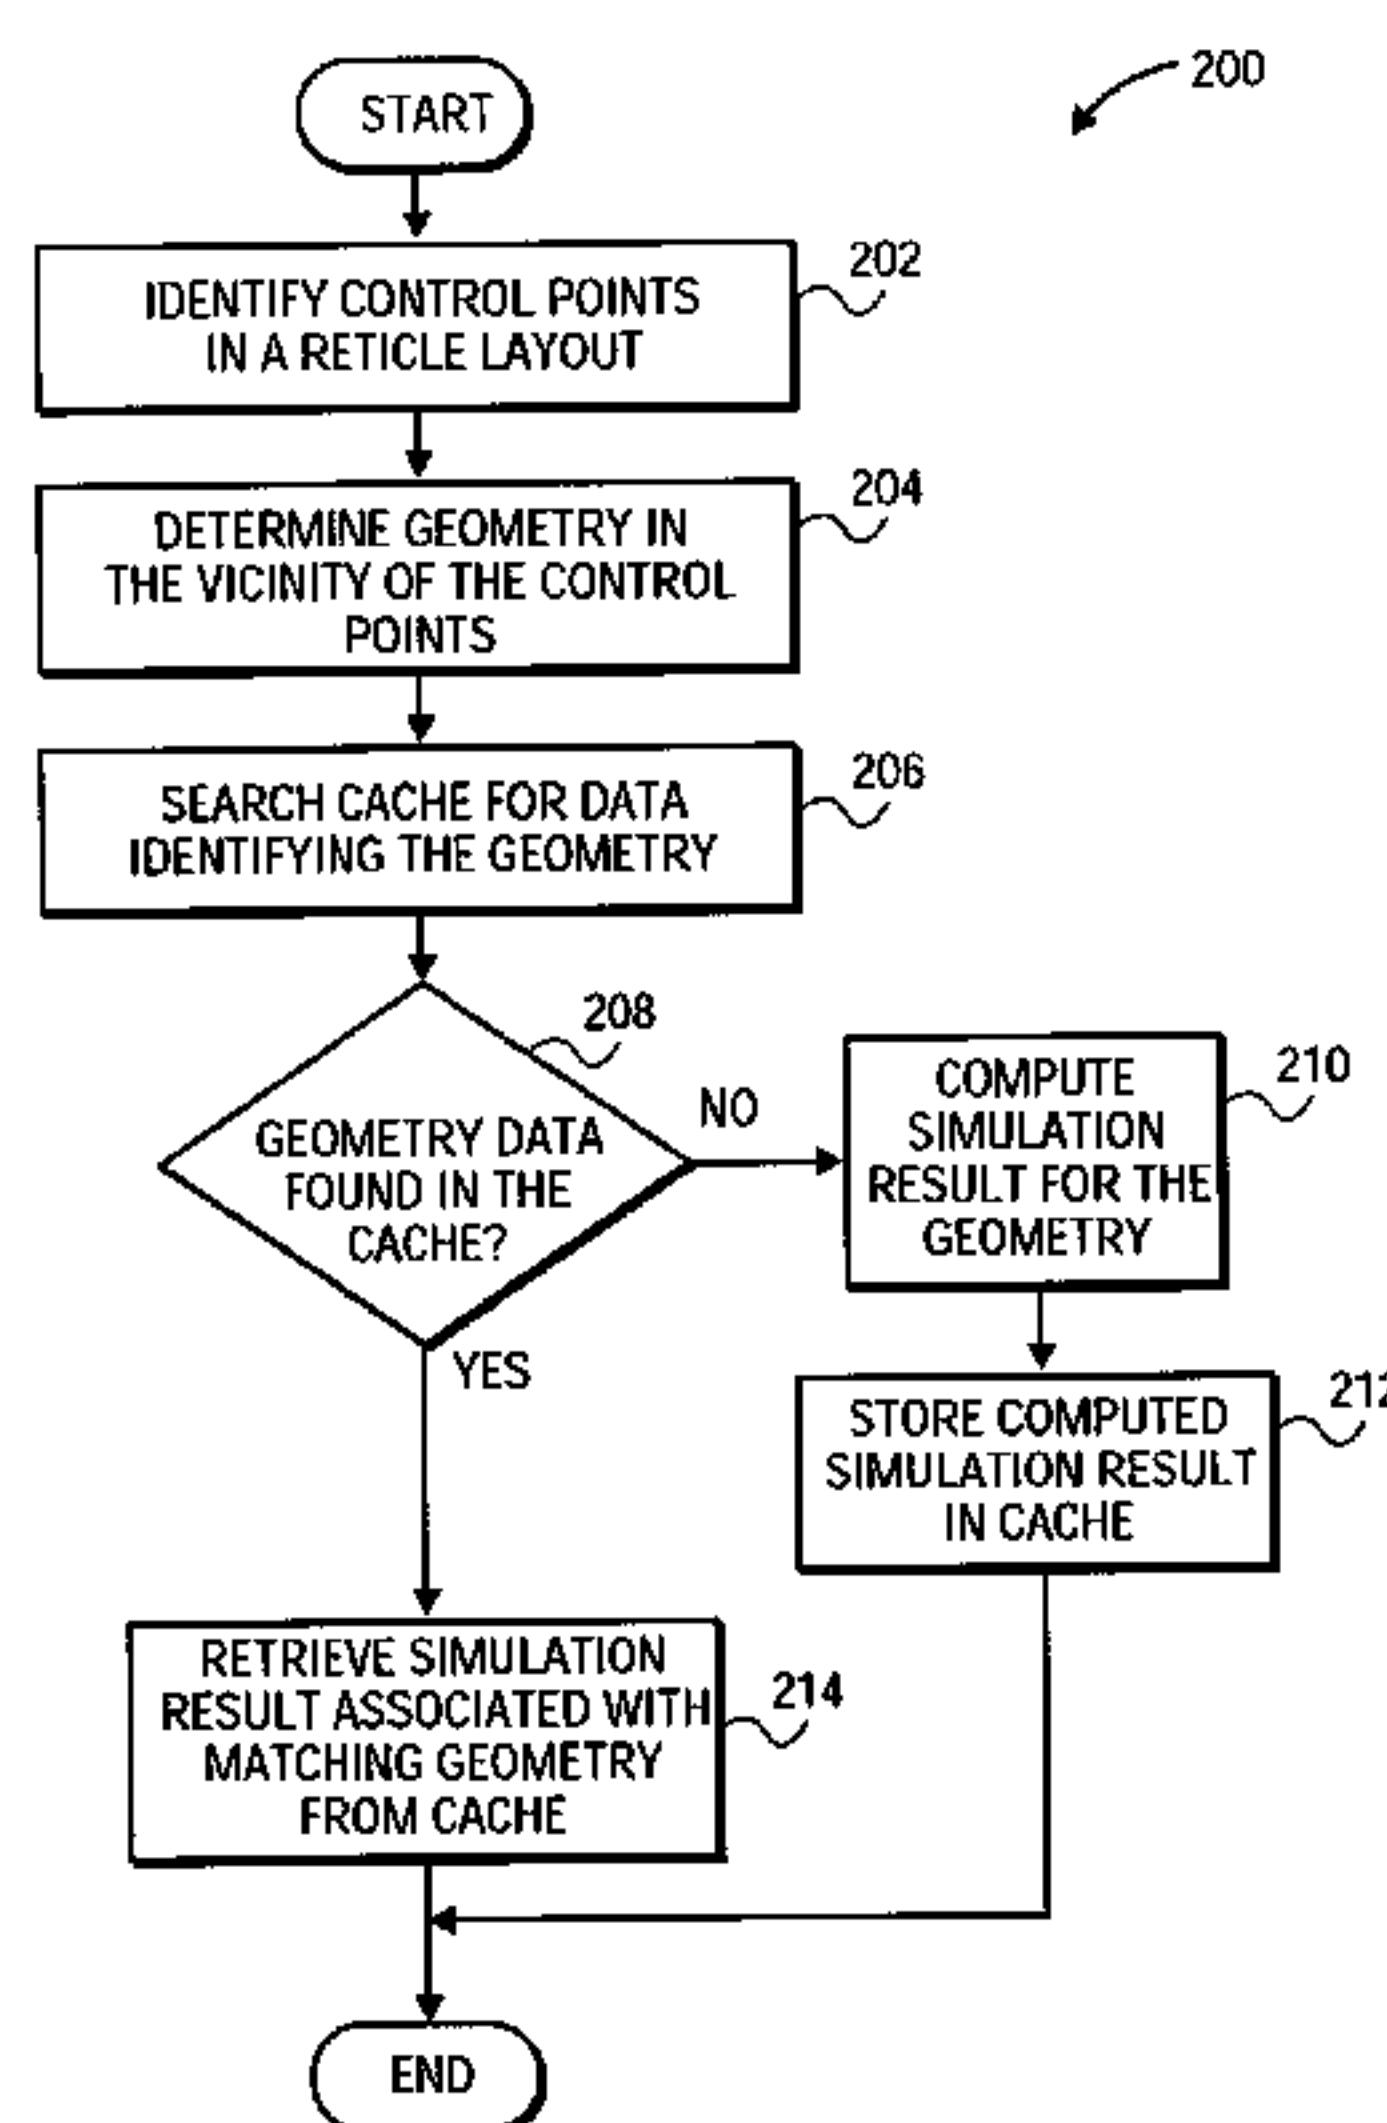 200
START
202
IDENTIFY CONTROL POINTS
IN A RETICLE LAYOUT
204
DETERMINE GEOMETRY IN
THE VICINITY OF THE CONTROL
POINTS
206
SEARCH CACHE FOR DATA
IDENTIFYING THE GEOMETRY
208
GEOMETRY DATA
FOUND IN THE
CACHE?
NO
YES
210
COMPUTE
SIMULATION
RESULT FOR THE
GEOMETRY
212
STORE COMPUTED
SIMULATION RESULT
IN CACHE
214
RETRIEVE SIMULATION
RESULT ASSOCIATED WITH
MATCHING GEOMETRY
FROM CACHE
END